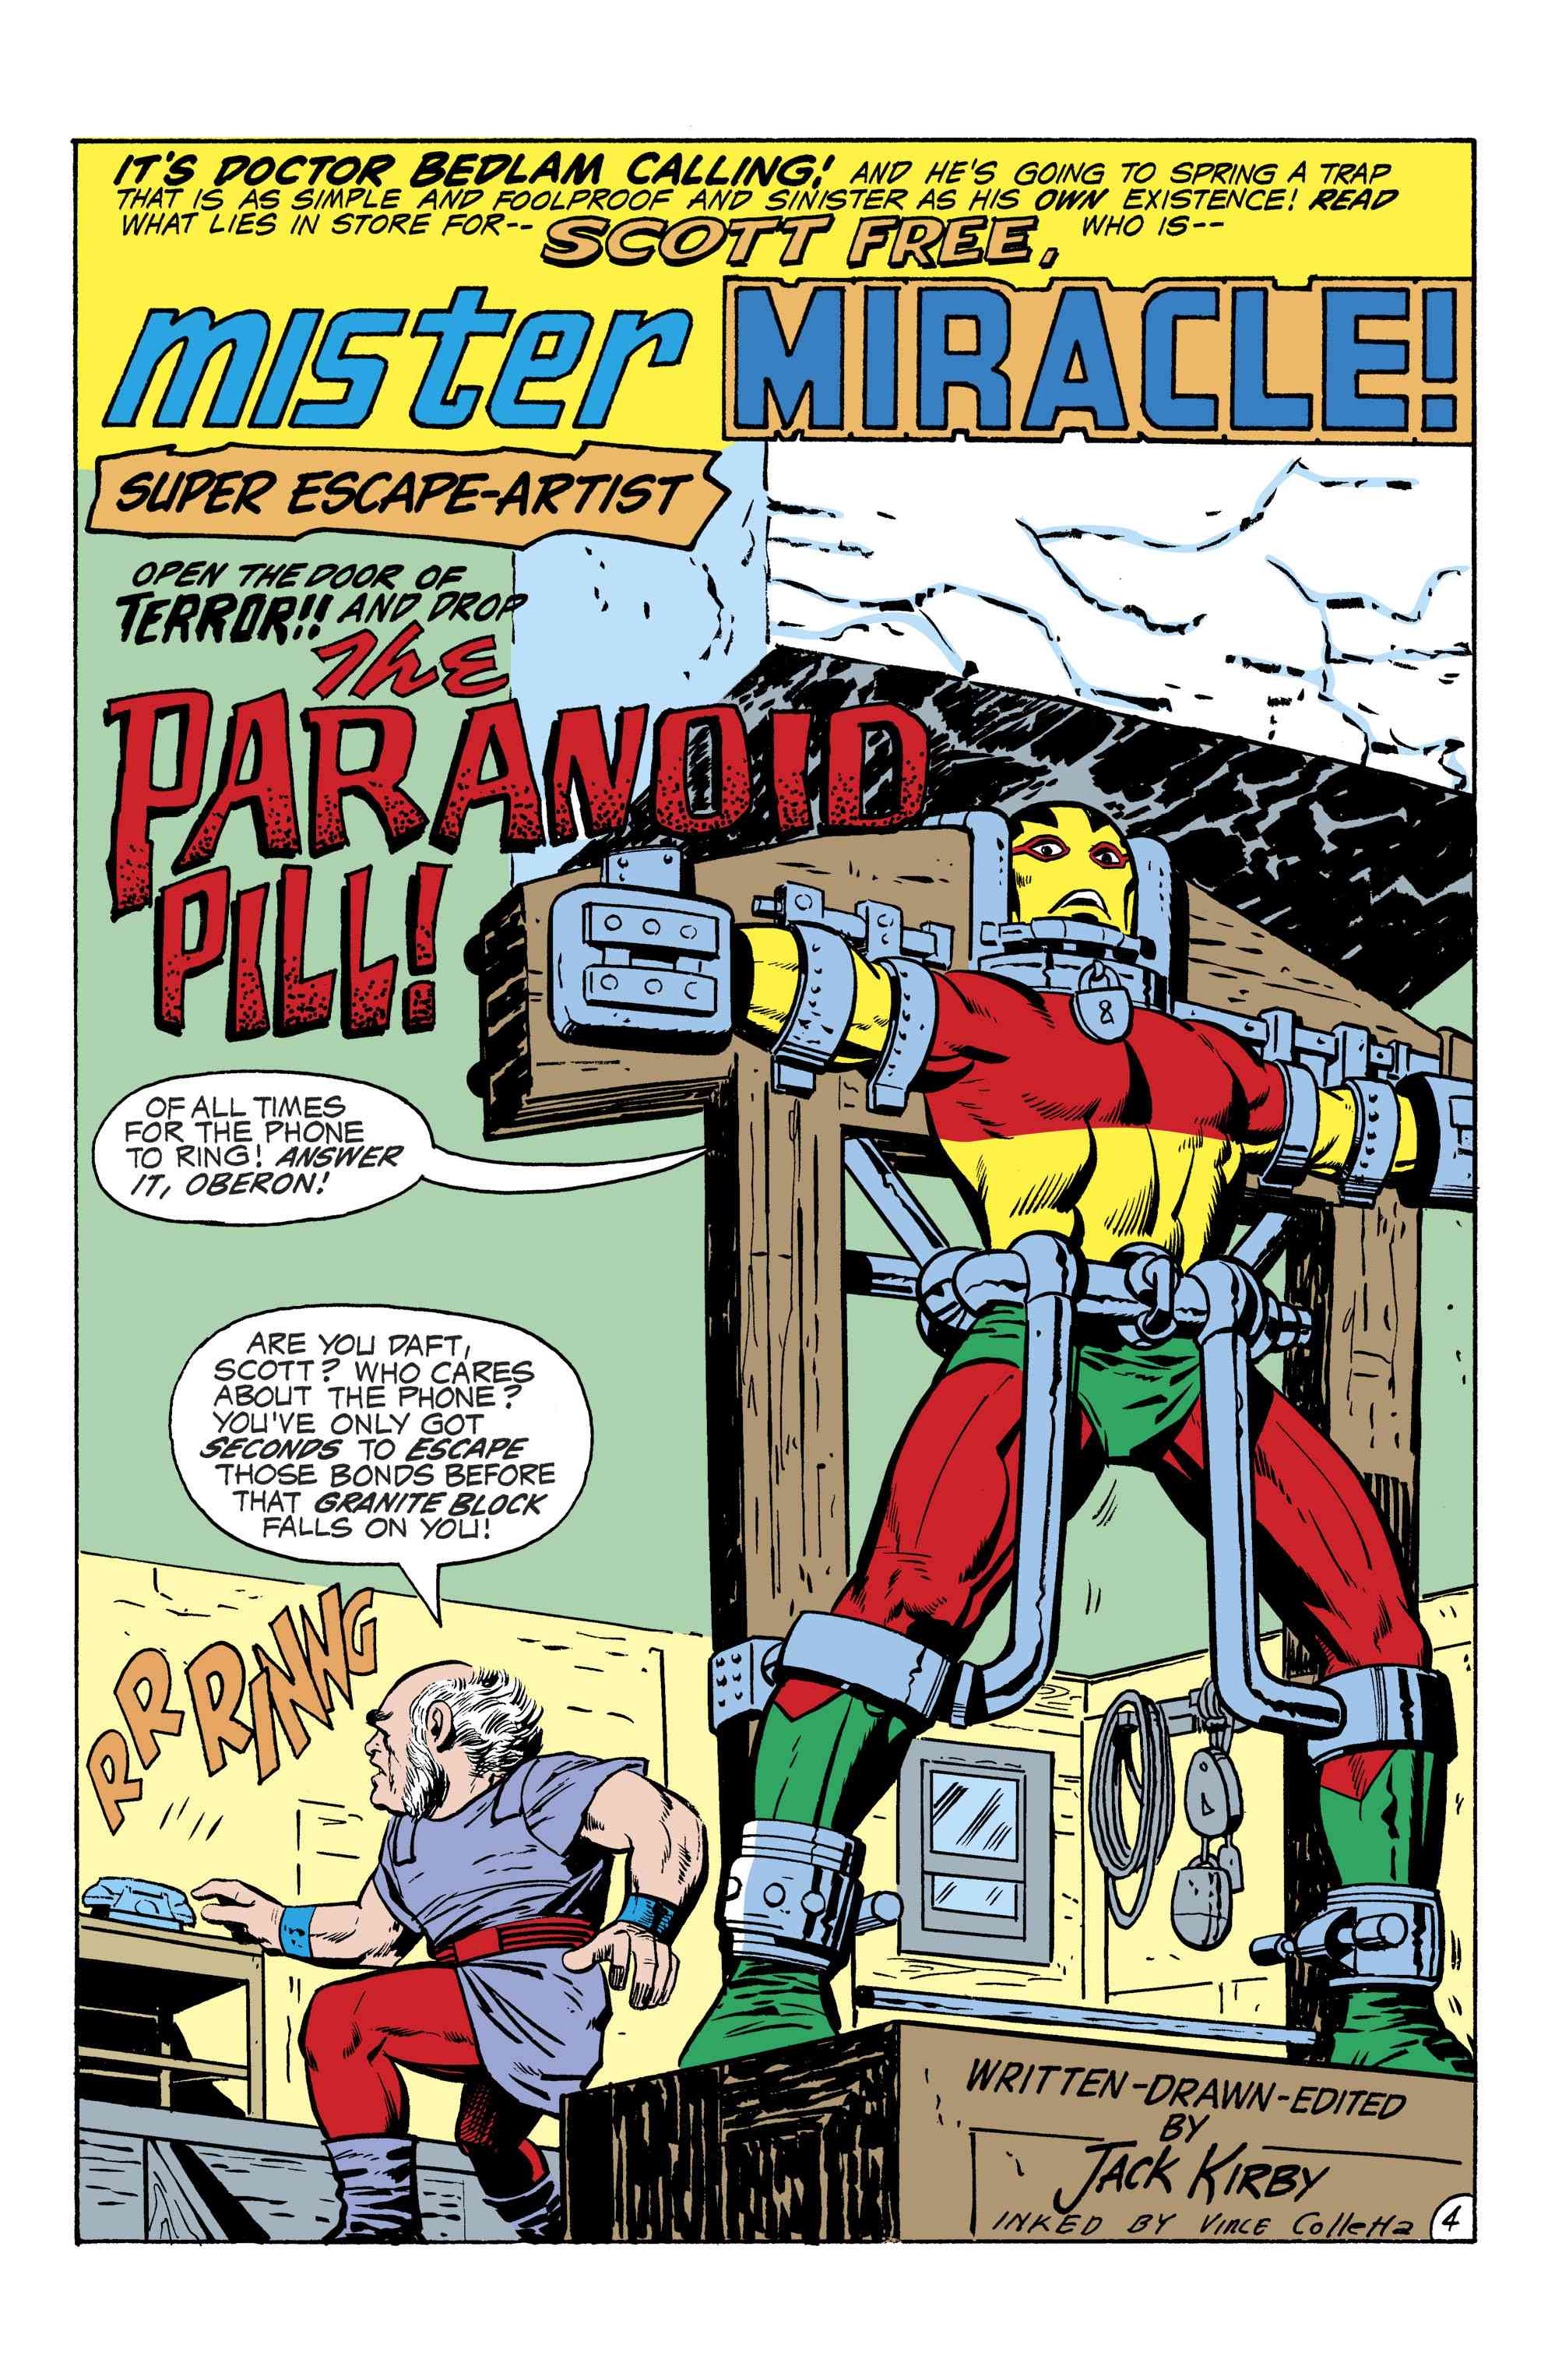 IT'S DOCTOR BEDLAM CALLING! AND HE'S GOING TO SPRING A TRAP
THAT IS AS SIMPLE AND FOOLPROOF AND SINISTER AS HIS OWN EXISTENCE! READ
WHAT LIES IN STORE FOR-- SCOTT FREE, WHO IS--
mister MIRACLE!
SUPER ESCAPE-ARTIST
OPEN THE DOOR OF
TERROR!! AND DROP
THE
PARANOID
PILL!
OF ALL TIMES
FOR THE PHONE
TO RING! ANSWER
IT, OBERON!
ARE YOU DAFT,
SCOTT? WHO CARES
ABOUT THE PHONE?
YOU'VE ONLY GOT
SECONDS TO ESCAPE
THOSE BONDS BEFORE
THAT GRANITE BLOCK
FALLS ON YOU!
RRRRINNG
WRITTEN-DRAWN-EDITED
BY
JACK KIRBY
INKED BY VINCE COLLETTA
4